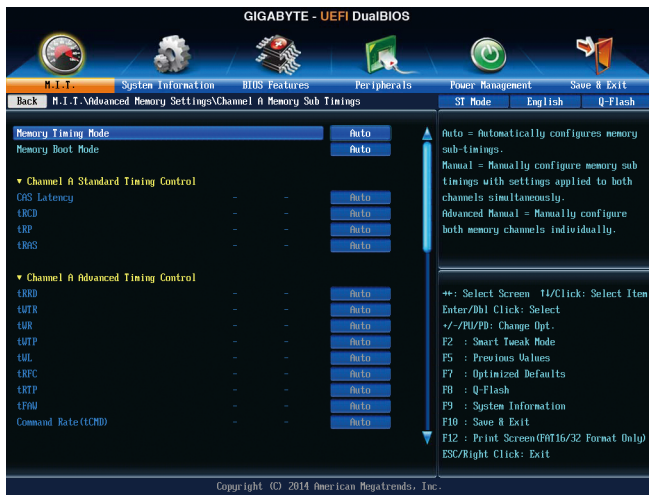 GIGABYTE - UEFI DualBIOS
M.I.T. System Information BIOS Features Peripherals Power Management Save & Exit
Back M.I.T.\Advanced Memory Settings\Channel A Memory Sub Timings ST Mode English Q-Flash
Memory Timing Mode Auto
Memory Boot Mode Auto
▼ Channel A Standard Timing Control
CAS Latency - - Auto
tRCD - - Auto
tRP - - Auto
tRAS - - Auto
▼ Channel A Advanced Timing Control
tRRD - - Auto
tWTR - - Auto
tWR - - Auto
tWTP - - Auto
tWL - - Auto
tRFC - - Auto
tRTP - - Auto
tFAW - - Auto
Command Rate(tCMD) - - Auto
Auto = Automatically configures memory
sub-timings.
Manual = Manually configure memory sub
timings with settings applied to both
channels simultaneously.
Advanced Manual = Manually configure
both memory channels individually.
→←: Select Screen ↑↓/Click: Select Item
Enter/Dbl Click: Select
+/-/PU/PD: Change Opt.
F2 : Smart Tweak Mode
F5 : Previous Values
F7 : Optimized Defaults
F8 : Q-Flash
F9 : System Information
F10 : Save & Exit
F12 : Print Screen(FAT16/32 Format Only)
ESC/Right Click: Exit
Copyright (C) 2014 American Megatrends, Inc.